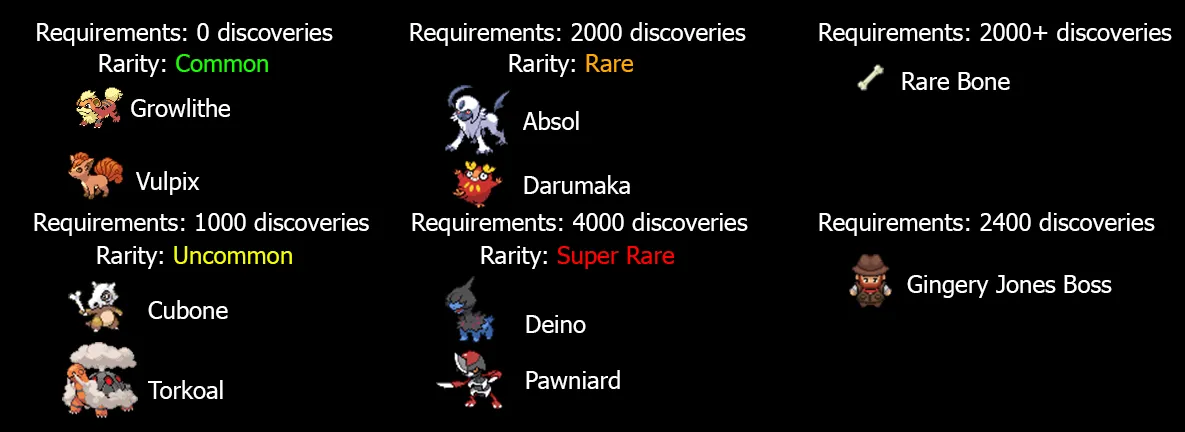 Requirements: 0 discoveries
Rarity: Common
Growlithe
Vulpix
Requirements: 1000 discoveries
Rarity: Uncommon
Cubone
Torkoal
Requirements: 2000 discoveries
Rarity: Rare
Absol
Darumaka
Requirements: 4000 discoveries
Rarity: Super Rare
Deino
Pawniard
Requirements: 2000+ discoveries
Rare Bone
Requirements: 2400 discoveries
Gingery Jones Boss